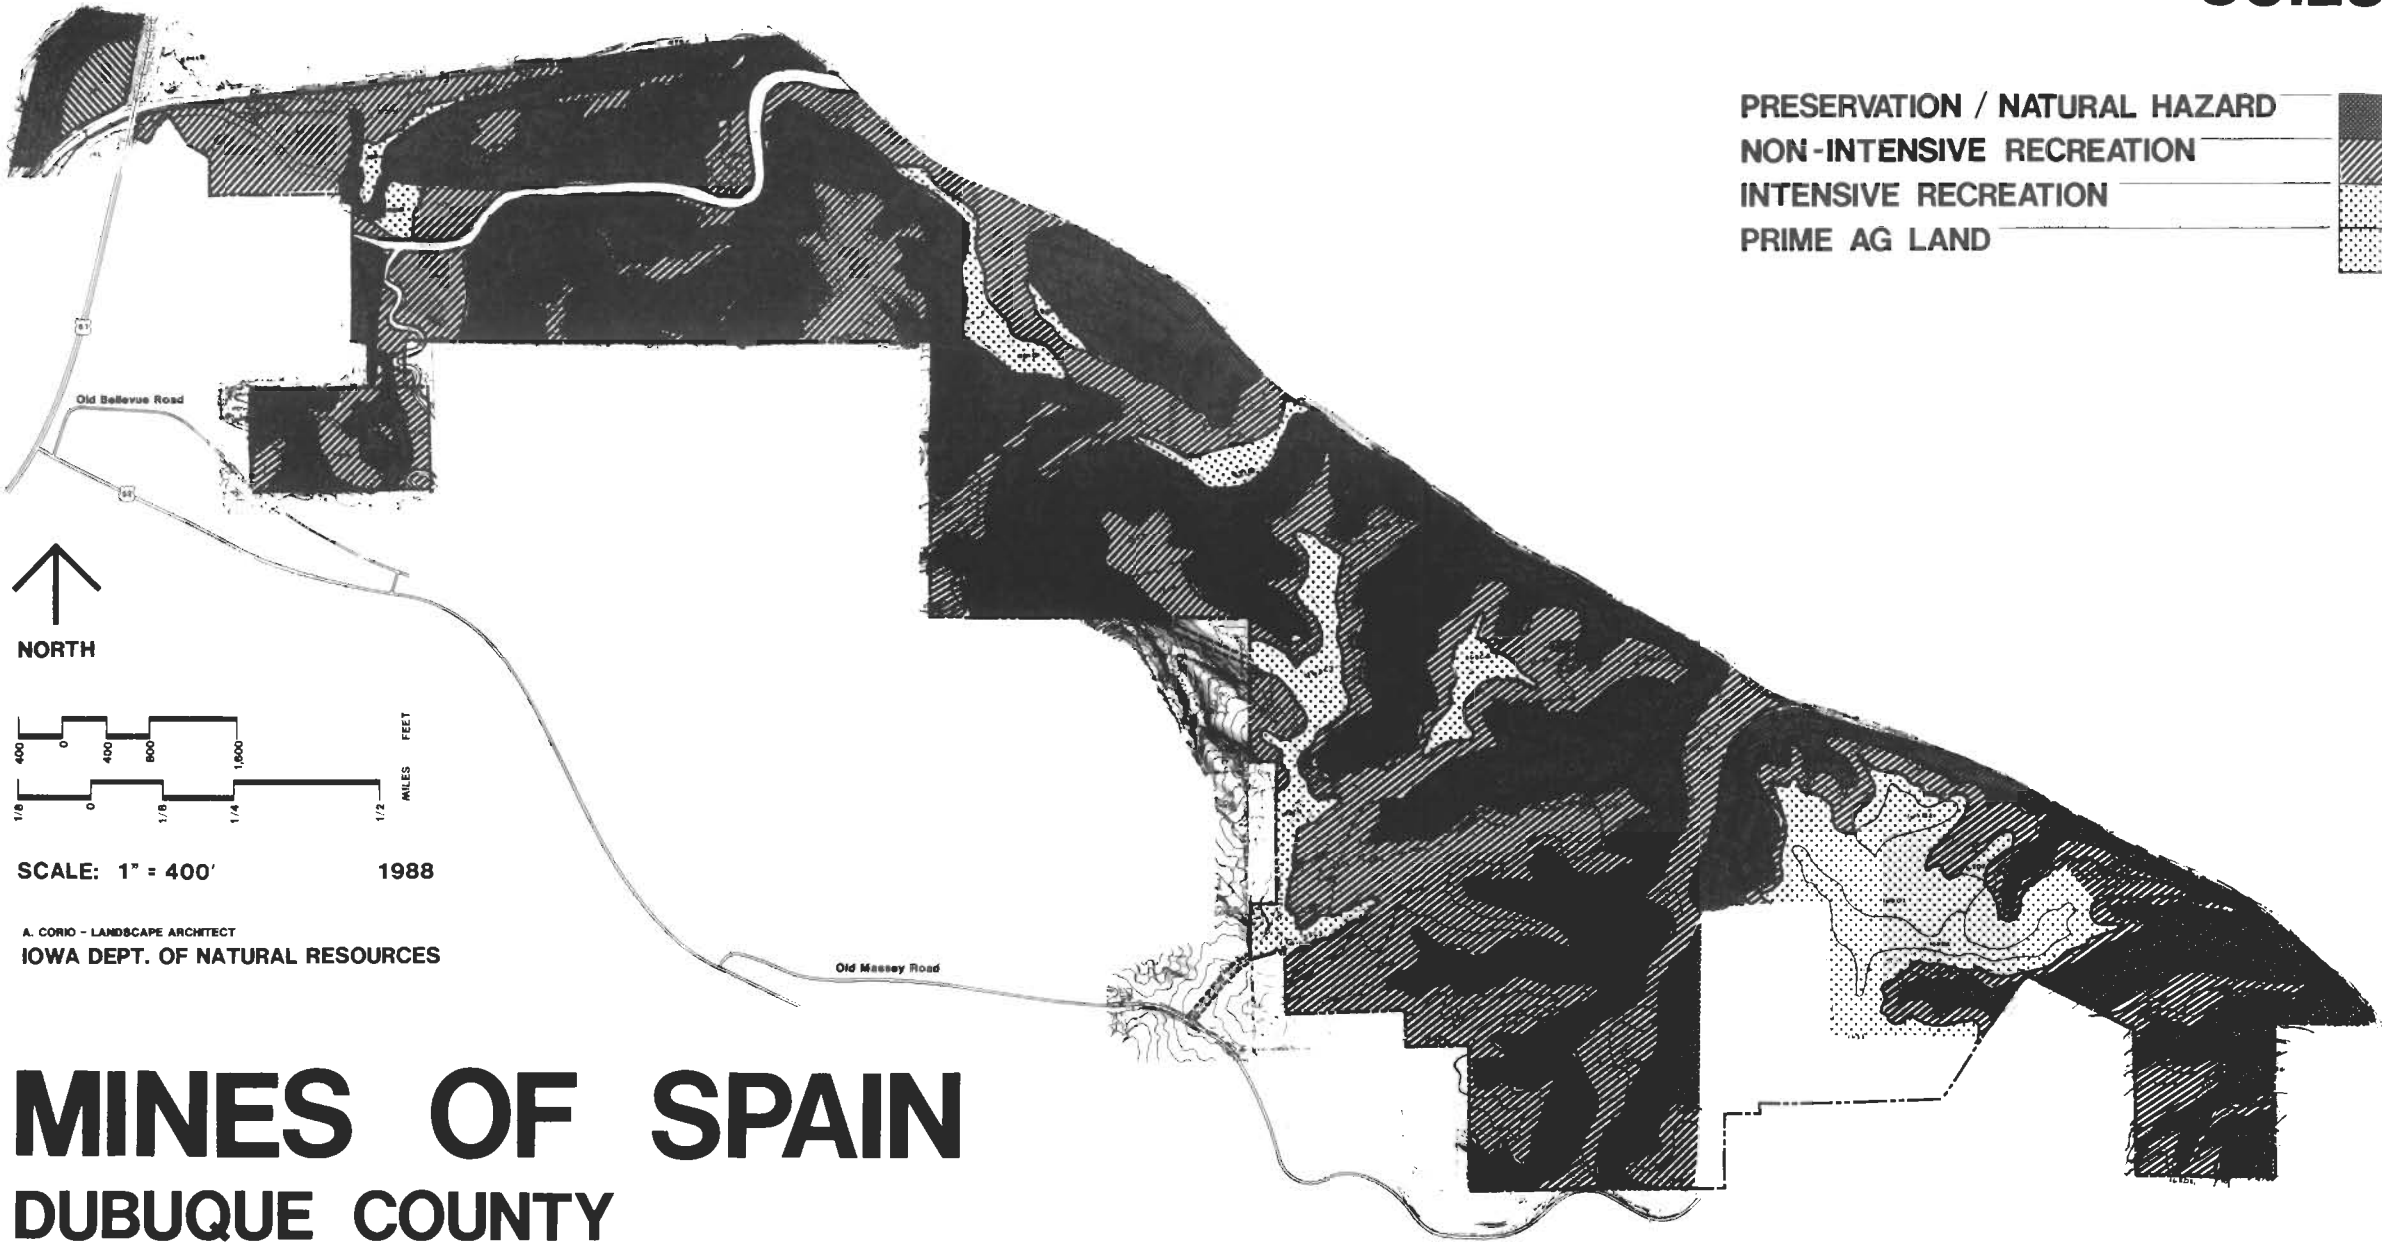 PRESERVATION / NATURAL HAZARD
NON-INTENSIVE RECREATION
INTENSIVE RECREATION
PRIME AG LAND
61
Old Bellevue Road
52
NORTH
400 0 400 800 1,600 FEET
1/8 0 1/8 1/4 1/2 MILES
SCALE: 1" = 400' 1988
A. CORIO - LANDSCAPE ARCHITECT
IOWA DEPT. OF NATURAL RESOURCES
Old Massey Road
MINES OF SPAIN
DUBUQUE COUNTY